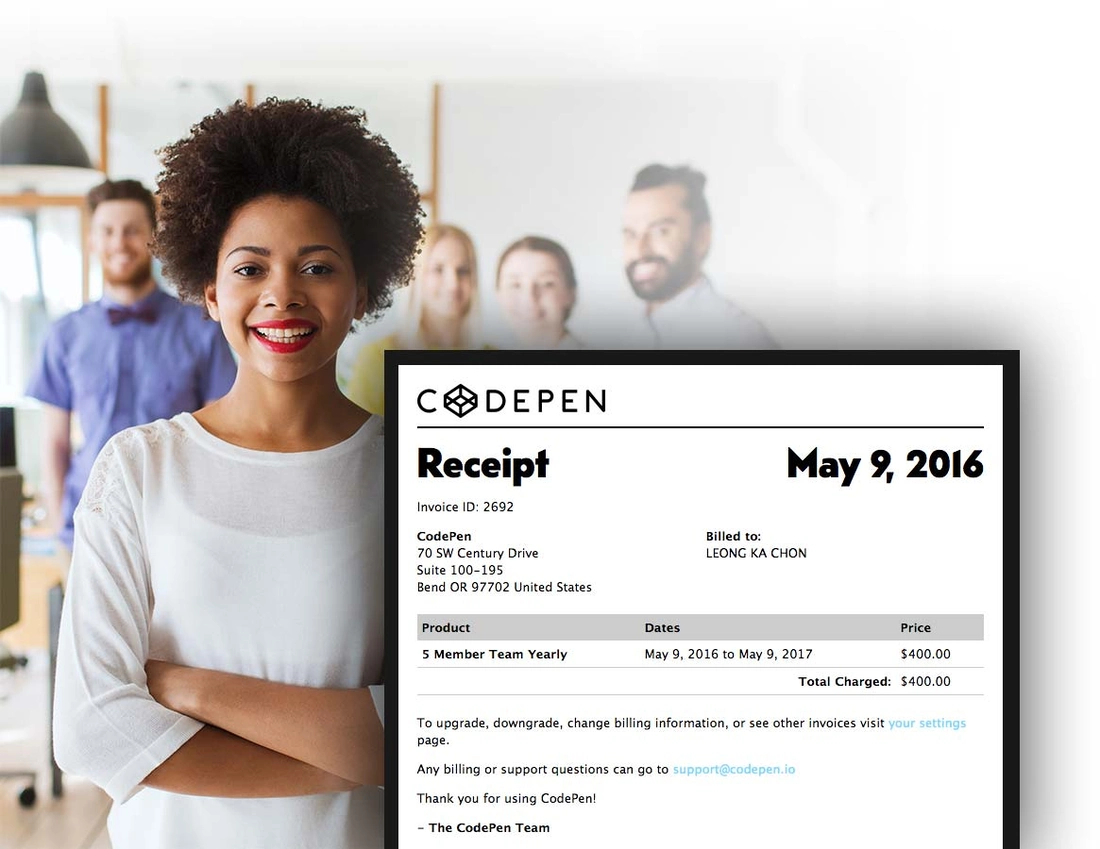 CODEPEN
Receipt May 9, 2016
Invoice ID: 2692
CodePen Billed to:
70 SW Century Drive LEONG KA CHON
Suite 100-195
Bend OR 97702 United States
Product Dates Price
5 Member Team Yearly May 9, 2016 to May 9, 2017 $400.00
Total Charged: $400.00
To upgrade, downgrade, change billing information, or see other invoices visit your settings
page.
Any billing or support questions can go to support@codepen.io
Thank you for using CodePen!
– The CodePen Team